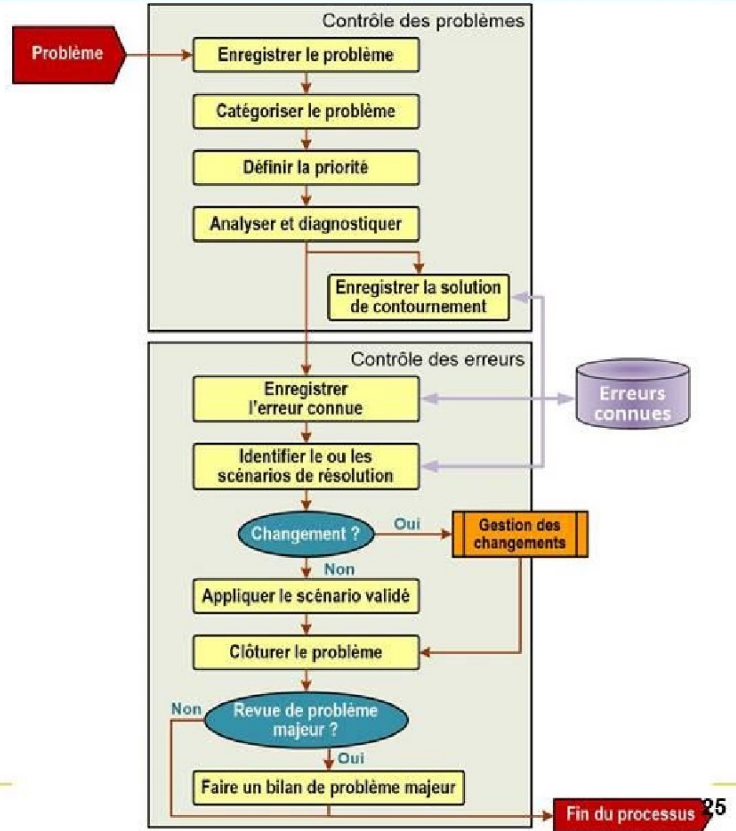 Contrôle des problèmes
Problème
Enregistrer le problème
Catégoriser le problème
Définir la priorité
Analyser et diagnostiquer
Enregistrer la solution
de contournement
Contrôle des erreurs
Enregistrer
l'erreur connue
Erreurs
connues
Identifier le ou les
scénarios de résolution
Changement ?
Oui
Gestion des
changements
Non
Appliquer le scénario validé
Clôturer le problème
Non
Revue de problème
majeur ?
Oui
Faire un bilan de problème majeur
Fin du processus
25